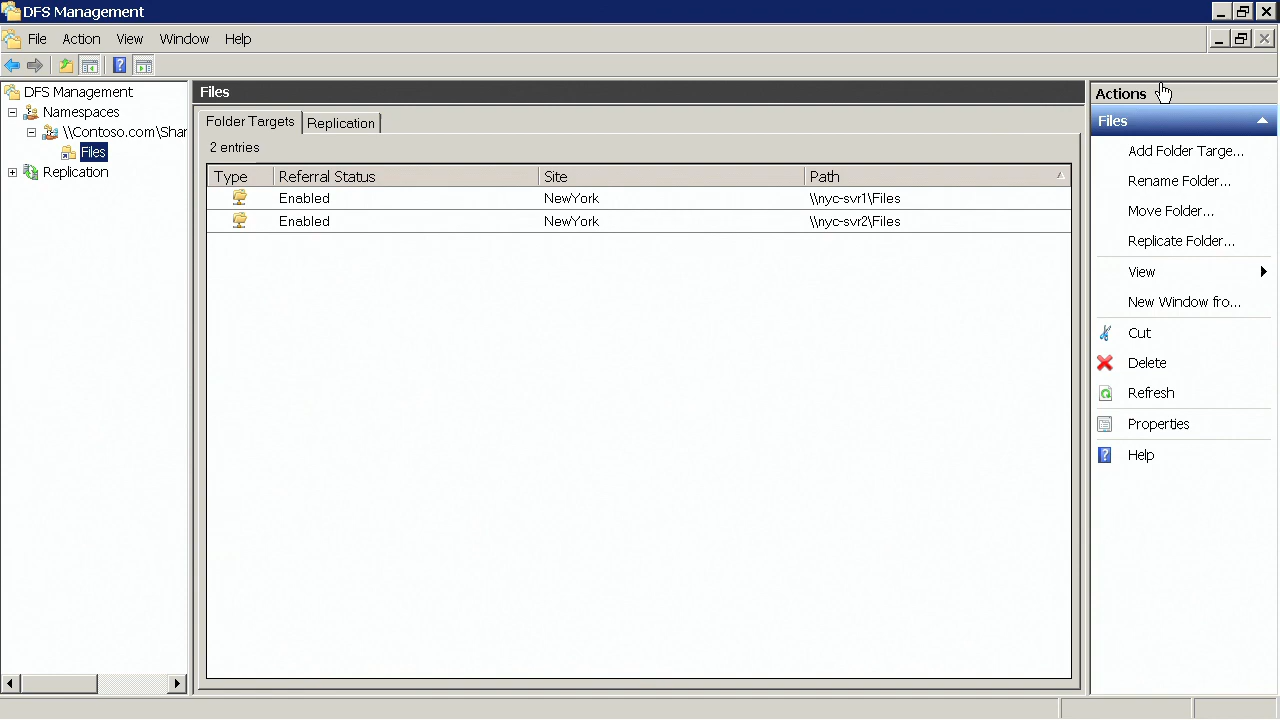 DFS Management
File Action View Window Help
DFS Management
Namespaces
\\Contoso.com\Shar
Files
Replication
Files
Folder Targets Replication
2 entries
Type Referral Status Site Path
Enabled NewYork \\nyc-svr1\Files
Enabled NewYork \\nyc-svr2\Files
Actions
Files
Add Folder Targe...
Rename Folder...
Move Folder...
Replicate Folder...
View
New Window fro...
Cut
Delete
Refresh
Properties
Help